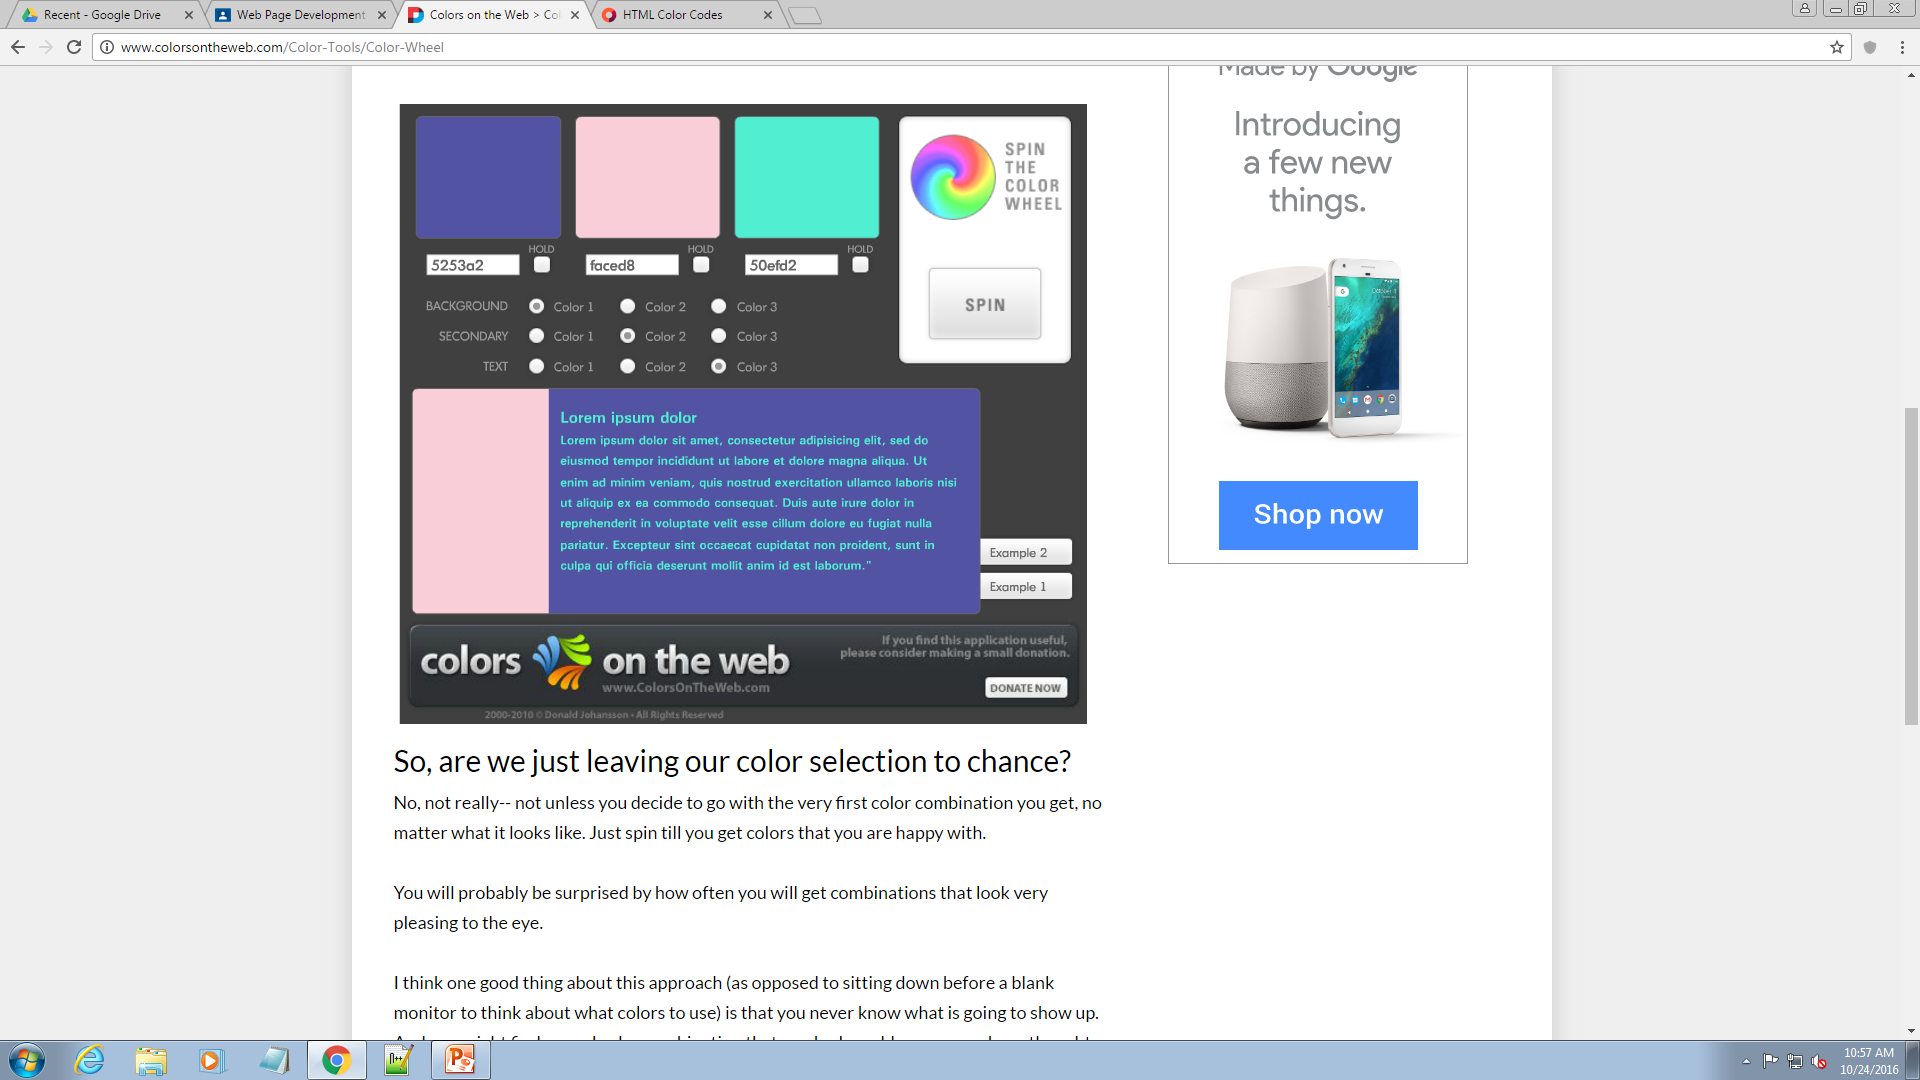 Recent - Google Drive
Web Page Development
Colors on the Web > Co
HTML Color Codes
www.colorsontheweb.com/Color-Tools/Color-Wheel
Made by Google
Introducing
a few new
things.
Shop now
SPIN
THE
COLOR
WHEEL
SPIN
HOLD
HOLD
HOLD
5253a2
faced8
50efd2
BACKGROUND Color 1 Color 2 Color 3
SECONDARY Color 1 Color 2 Color 3
TEXT Color 1 Color 2 Color 3
Lorem ipsum dolor
Lorem ipsum dolor sit amet, consectetur adipisicing elit, sed do
eiusmod tempor incididunt ut labore et dolore magna aliqua. Ut
enim ad minim veniam, quis nostrud exercitation ullamco laboris nisi
ut aliquip ex ea commodo consequat. Duis aute irure dolor in
reprehenderit in voluptate velit esse cillum dolore eu fugiat nulla
pariatur. Excepteur sint occaecat cupidatat non proident, sunt in
culpa qui officia deserunt mollit anim id est laborum."
Example 2
Example 1
colors on the web
www.ColorsOnTheWeb.com
If you find this application useful,
please consider making a small donation.
DONATE NOW
2000-2010 © Donald Johansson • All Rights Reserved
So, are we just leaving our color selection to chance?
No, not really-- not unless you decide to go with the very first color combination you get, no
matter what it looks like. Just spin till you get colors that you are happy with.
You will probably be surprised by how often you will get combinations that look very
pleasing to the eye.
I think one good thing about this approach (as opposed to sitting down before a blank
monitor to think about what colors to use) is that you never know what is going to show up.
10:57 AM
10/24/2016